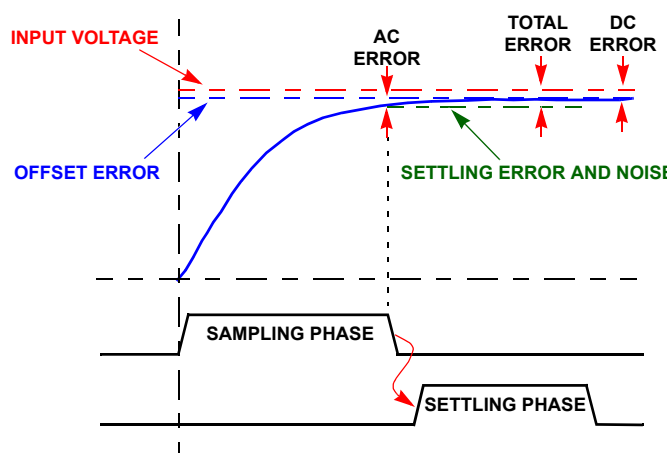 INPUT VOLTAGE
AC
ERROR
TOTAL
ERROR
DC
ERROR
OFFSET ERROR
SETTLING ERROR AND NOISE
SAMPLING PHASE
SETTLING PHASE